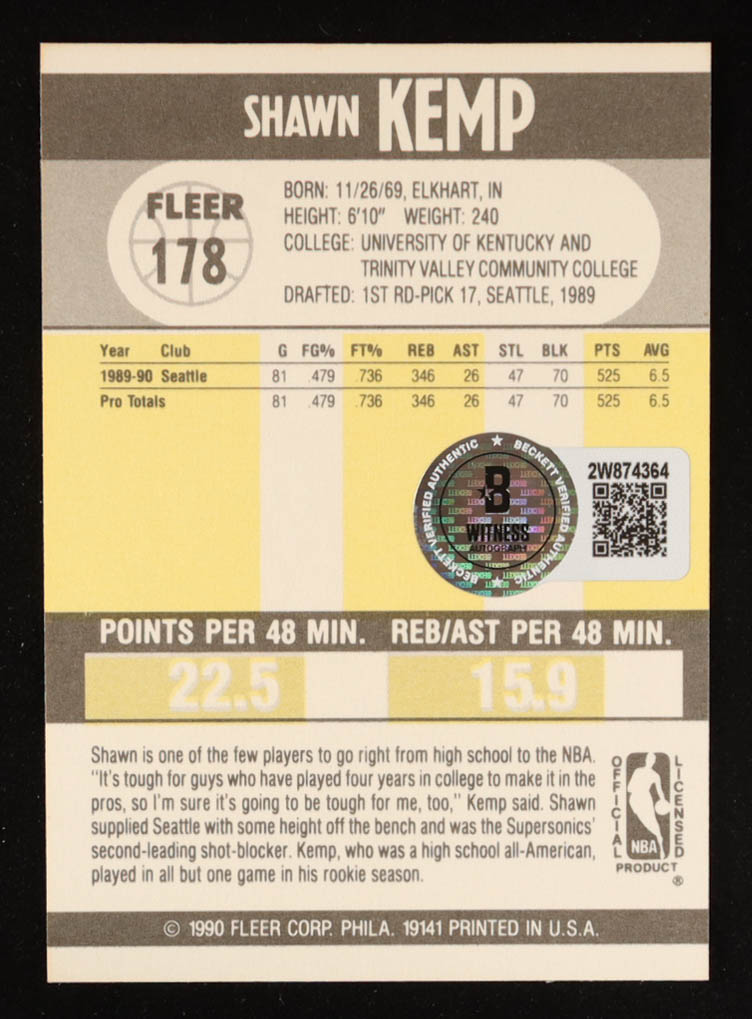 SHAWN KEMP
FLEER
178
BORN: 11/26/69, ELKHART, IN
HEIGHT: 6'10" WEIGHT: 240
COLLEGE: UNIVERSITY OF KENTUCKY AND
TRINITY VALLEY COMMUNITY COLLEGE
DRAFTED: 1ST RD-PICK 17, SEATTLE, 1989
Year Club G FG% FT% REB AST STL BLK PTS AVG
1989-90 Seattle 81 .479 .736 346 26 47 70 525 6.5
Pro Totals 81 .479 .736 346 26 47 70 525 6.5
BECKETT VERIFIED AUTHENTIC ★ BECKETT VERIFIED AUTHENTIC ★
B
WITNESS
AUTOGRAPH
2W874364
POINTS PER 48 MIN. REB/AST PER 48 MIN.
22.5 15.9
Shawn is one of the few players to go right from high school to the NBA.
"It's tough for guys who have played four years in college to make it in the
pros, so I'm sure it's going to be tough for me, too," Kemp said. Shawn
supplied Seattle with some height off the bench and was the Supersonics'
second-leading shot-blocker. Kemp, who was a high school all-American,
played in all but one game in his rookie season.
OFFICIAL
NBA
LICENSED
PRODUCT
®
© 1990 FLEER CORP. PHILA. 19141 PRINTED IN U.S.A.